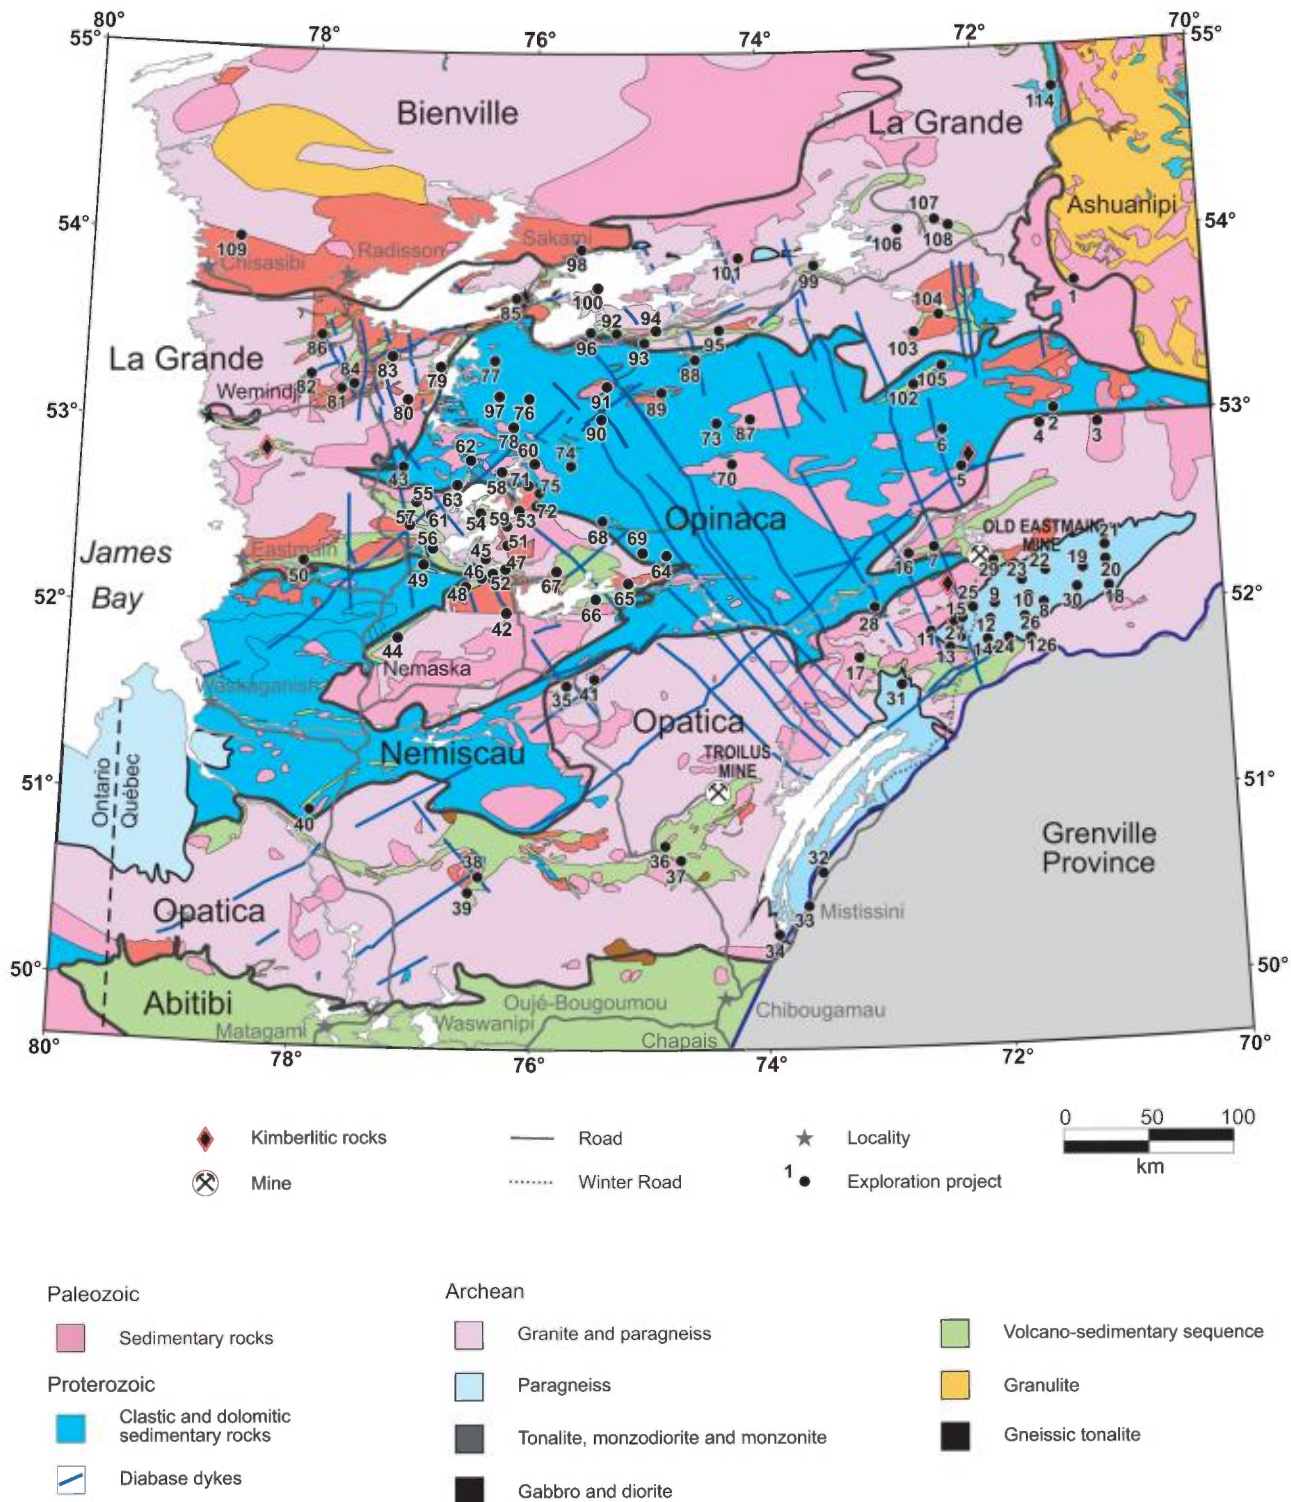 80°
78°
76°
74°
72°
70°
55°
55°
Bienville
La Grande
114
Ashuanipi
107
108
106
54°
54°
109
Chisasibi
Radisson
Sakami
98
101
99
1
100
85
104
103
92
94
96
93
95
88
86
La Grande
84
83
82
81
Wemindji
79
80
77
97
76
91
89
90
78
73
87
105
102
2
4
3
53°
53°
6
5
62
60
74
43
58
71
75
70
55
63
57
61
54
59
53
72
Opinaca
68
69
56
51
45
47
James
Bay
Eastmain
50
49
46
52
48
67
64
65
66
42
OLD EASTMAIN
MINE
16
7
29
22
19
21
23
20
25
9
10
8
30
18
28
15
12
26
11
27
13
14
24
126
52°
52°
44
Nemaska
17
31
Waskaganish
35
41
Opatica
Nemiscau
TROILUS
MINE
51°
51°
Ontario
Québec
40
Grenville
Province
38
39
36
37
32
Opatica
33
Mistissini
34
50°
50°
Abitibi
Oujé-Bougoumou
Matagami
Waswanipi
Chibougamau
Chapais
80°
78°
76°
74°
72°
70°
Kimberlitic rocks
Road
Locality
0 50 100
km
Mine
Winter Road
1
Exploration project
Paleozoic
Archean
Sedimentary rocks
Granite and paragneiss
Volcano-sedimentary sequence
Proterozoic
Paragneiss
Granulite
Clastic and dolomitic
sedimentary rocks
Tonalite, monzodiorite and monzonite
Gneissic tonalite
Diabase dykes
Gabbro and diorite